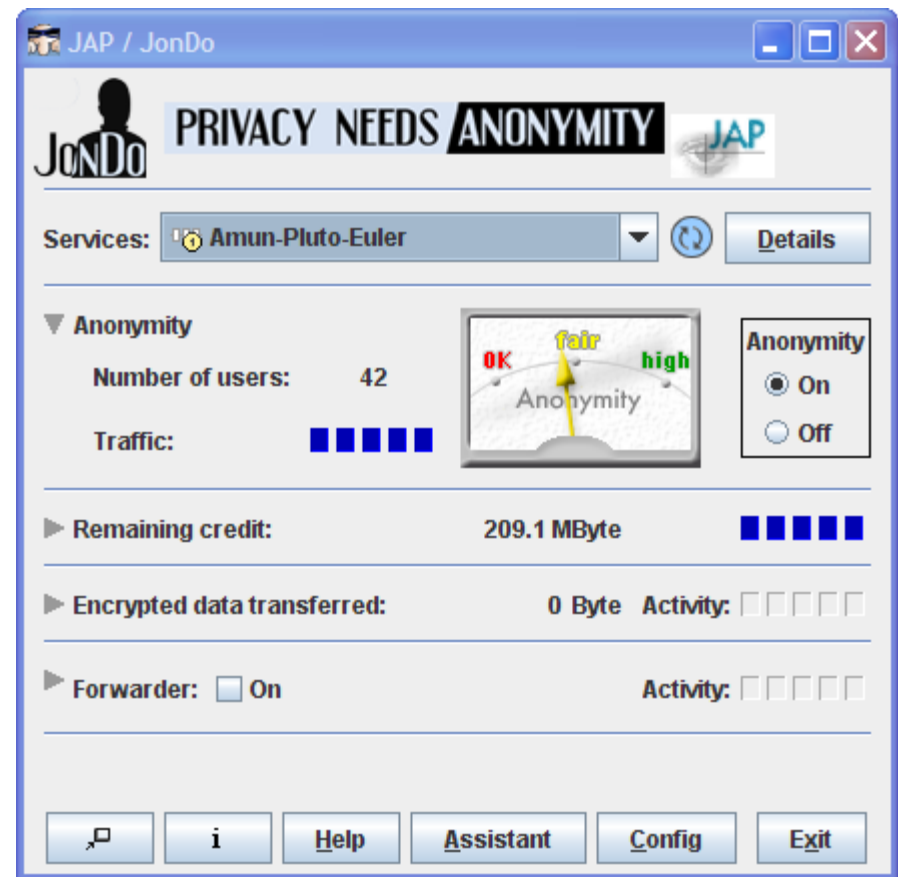 JAP / JonDo
JONDO PRIVACY NEEDS ANONYMITY JAP
Services: Amun-Pluto-Euler Details
Anonymity
Number of users: 42
Traffic:
OK fair high
Anonymity
Anonymity
On
Off
Remaining credit: 209.1 MByte
Encrypted data transferred: 0 Byte Activity:
Forwarder: On Activity:
i Help Assistant Config Exit